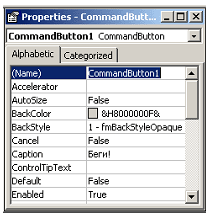 Properties - CommandButt...
CommandButton1 CommandButton
Alphabetic Categorized
(Name) CommandButton1
Accelerator
AutoSize False
BackColor &H8000000F&
BackStyle 1 - fmBackStyleOpaque
Cancel False
Caption Беги!
ControlTipText
Default False
Enabled True